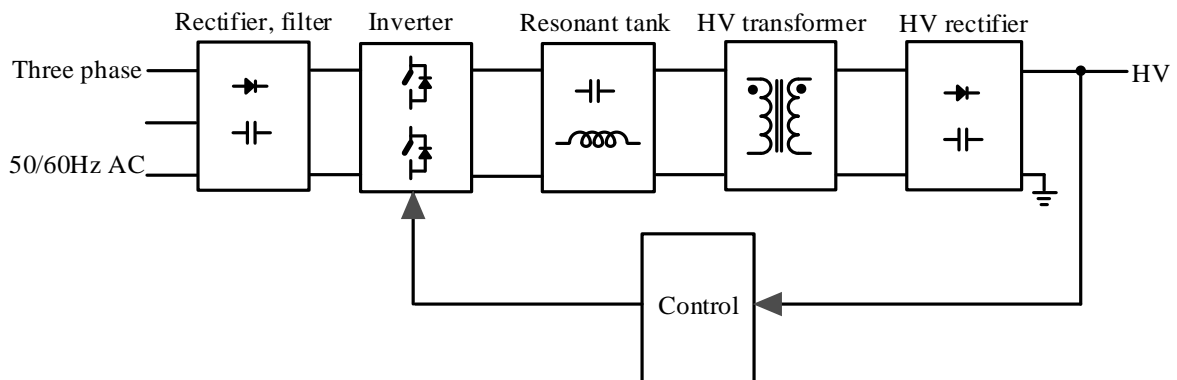 Rectifier, filter
Inverter
Resonant tank
HV transformer
HV rectifier
Three phase
HV
50/60Hz AC
Control